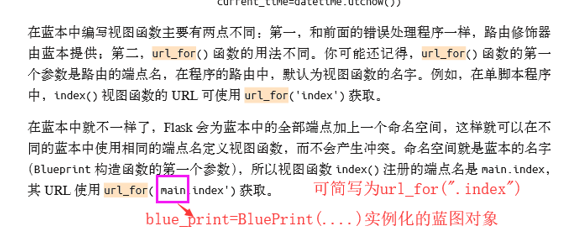 current_time=datetime.utcnow())
在蓝本中编写视图函数主要有两点不同：第一，和前面的错误处理程序一样，路由修饰器
由蓝本提供；第二，url_for() 函数的用法不同。你可能还记得，url_for() 函数的第一
个参数是路由的端点名，在程序的路由中，默认为视图函数的名字。例如，在单脚本程序
中，index() 视图函数的 URL 可使用 url_for('index') 获取。
在蓝本中就不一样了，Flask 会为蓝本中的全部端点加上一个命名空间，这样就可以在不
同的蓝本中使用相同的端点名定义视图函数，而不会产生冲突。命名空间就是蓝本的名字
(Blueprint 构造函数的第一个参数)，所以视图函数 index() 注册的端点名是 main.index，
其 URL 使用 url_for('main.index') 获取。 可简写为url_for(".index")
blue_print=BluePrint(....)实例化的蓝图对象